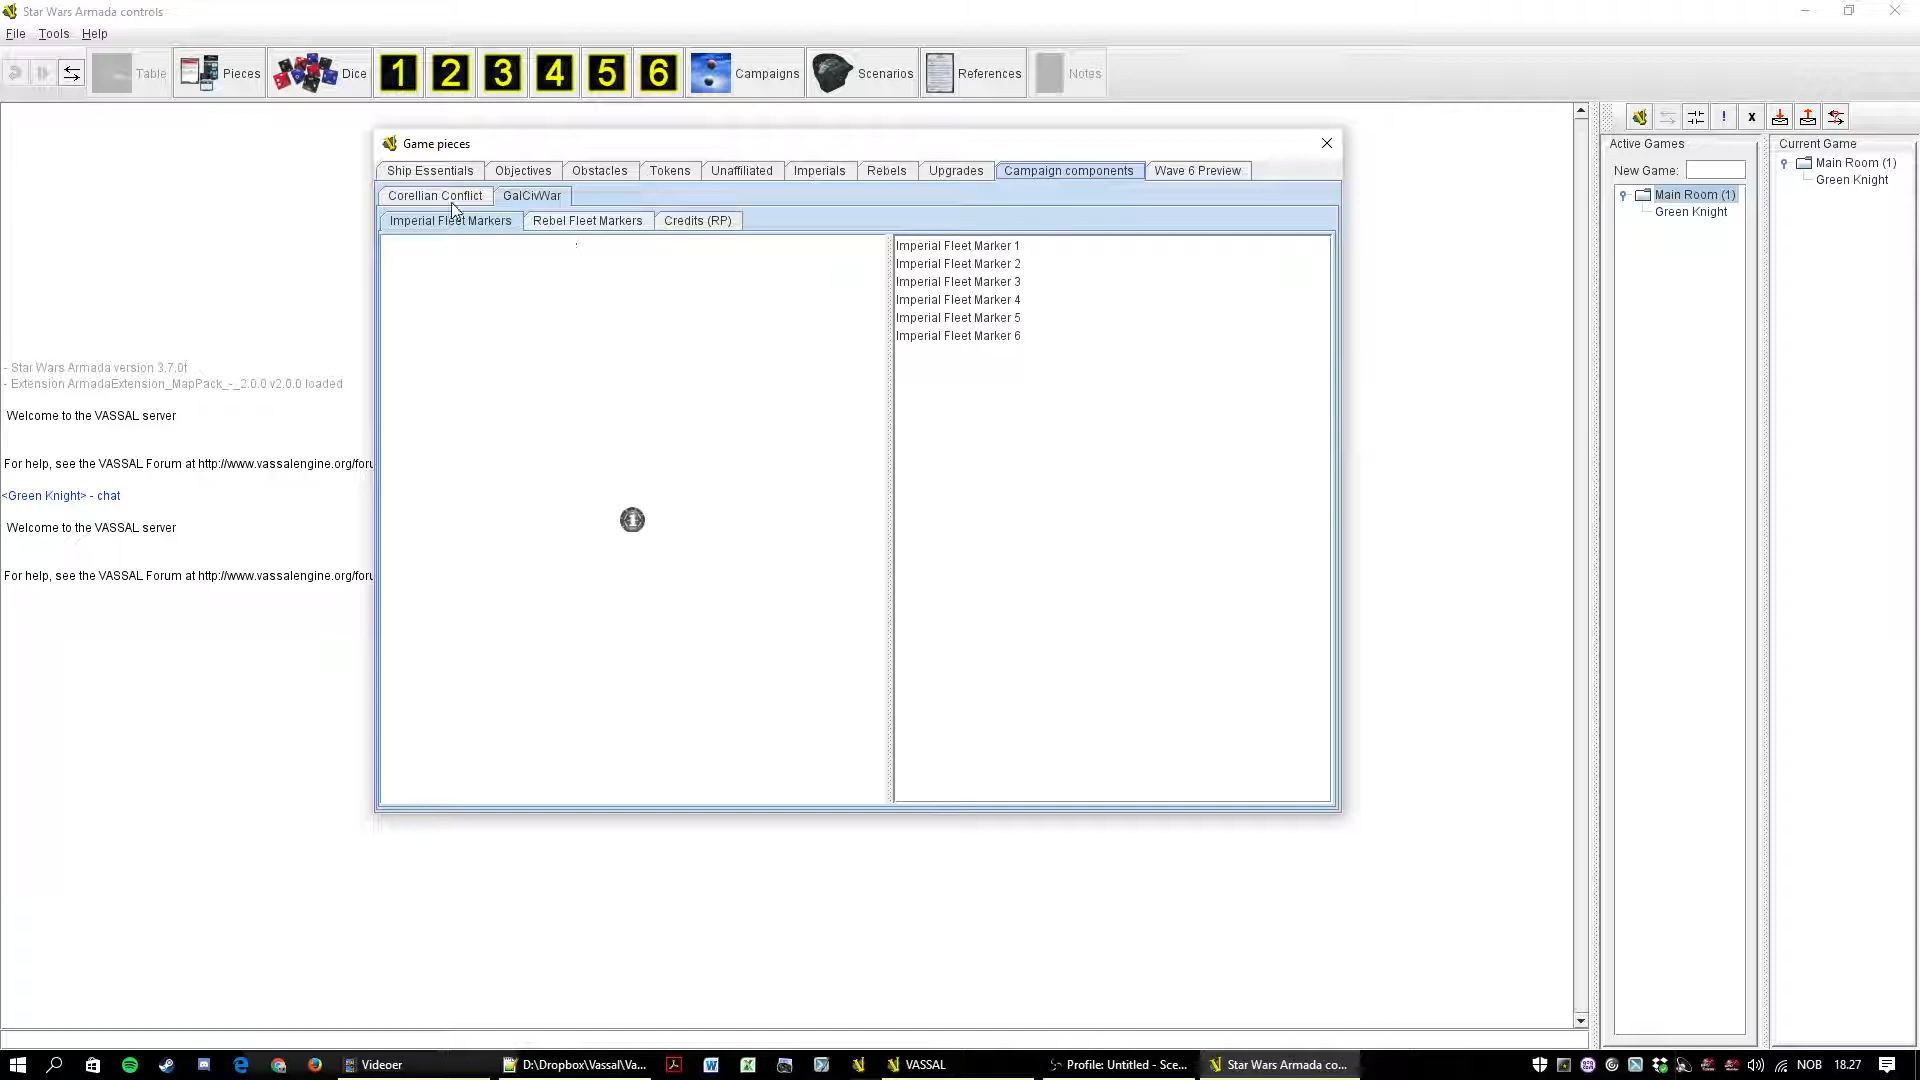 Star Wars Armada controls
File Tools Help
Table Pieces Dice 1 2 3 4 5 6 Campaigns Scenarios References Notes
Game pieces
Ship Essentials Objectives Obstacles Tokens Unaffiliated Imperials Rebels Upgrades Campaign components Wave 6 Preview
Corellian Conflict GalCivWar
Imperial Fleet Markers Rebel Fleet Markers Credits (RP)
Imperial Fleet Marker 1
Imperial Fleet Marker 2
Imperial Fleet Marker 3
Imperial Fleet Marker 4
Imperial Fleet Marker 5
Imperial Fleet Marker 6
1
- Star Wars Armada version 3.7.0f
- Extension ArmadaExtension_MapPack_-_2.0.0 v2.0.0 loaded
Welcome to the VASSAL server
For help, see the VASSAL Forum at http://www.vassalengine.org/foru
<Green Knight> - chat
Welcome to the VASSAL server
For help, see the VASSAL Forum at http://www.vassalengine.org/foru
Active Games
New Game:
Main Room (1)
Green Knight
Current Game
Main Room (1)
Green Knight
Videoer
D:\Dropbox\Vassal\Va...
VASSAL
Profile: Untitled - Sce...
Star Wars Armada co...
NOB 18.27